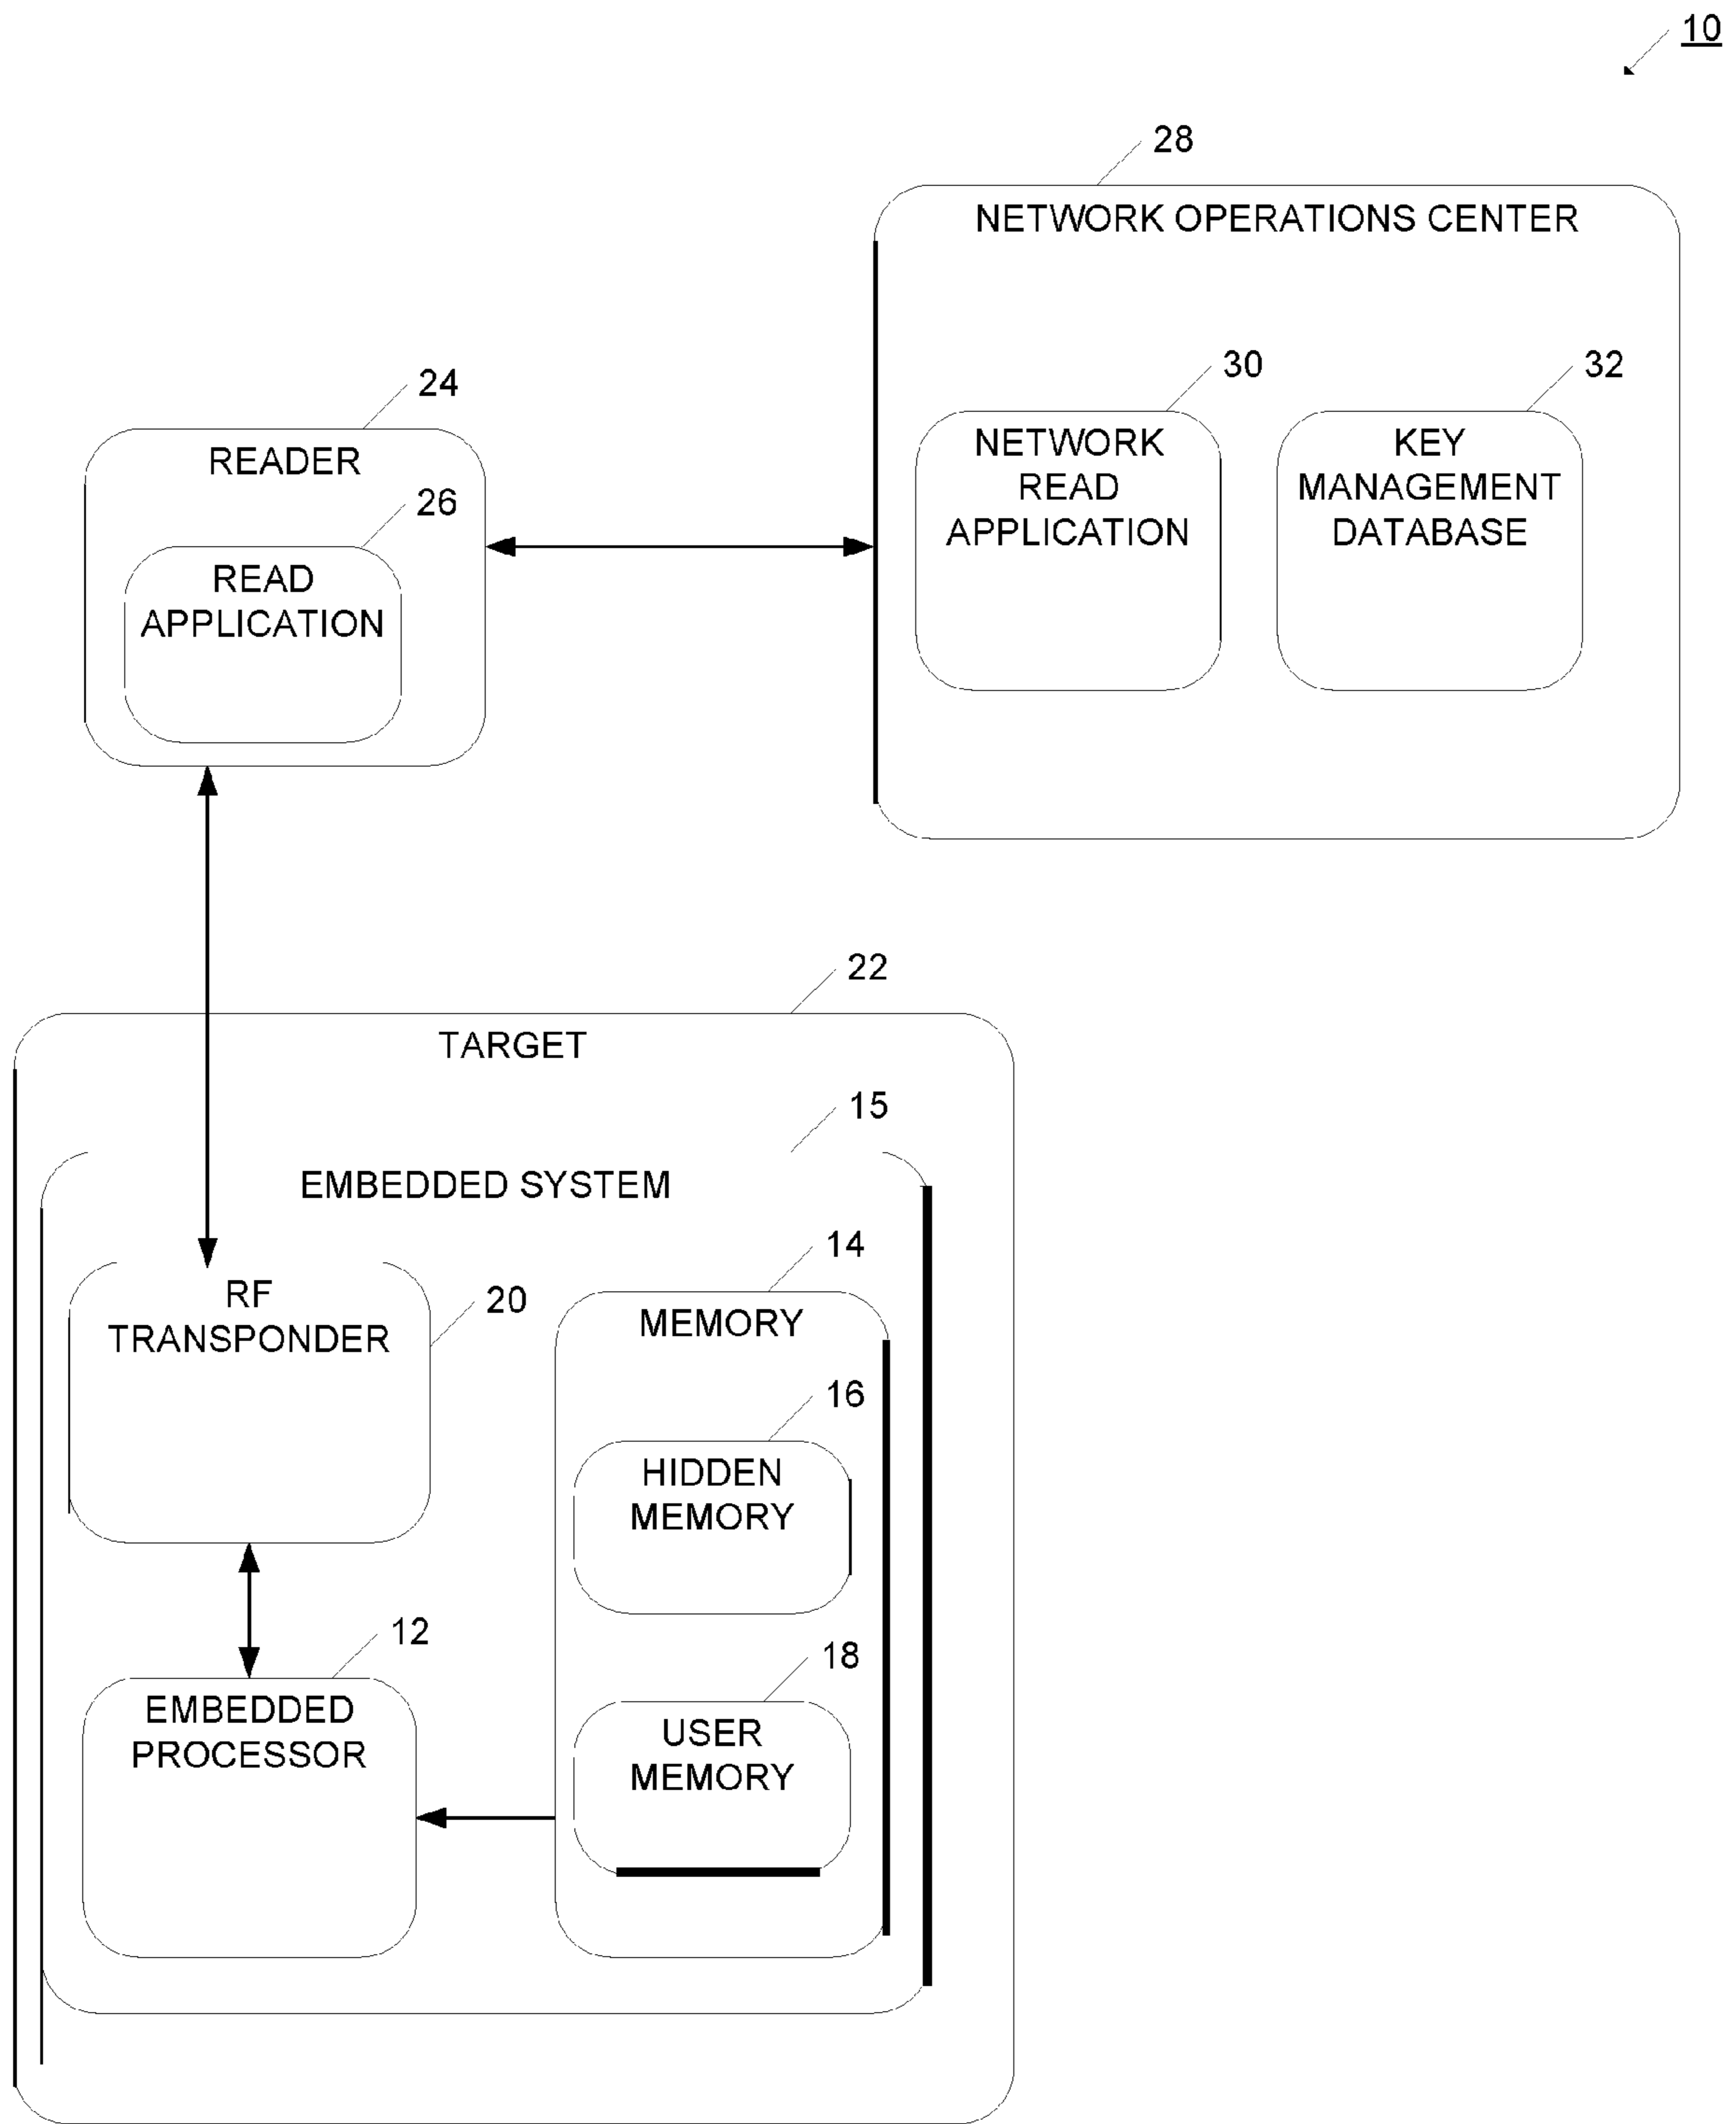 10
28
NETWORK OPERATIONS CENTER
30
32
NETWORK
READ
APPLICATION
KEY
MANAGEMENT
DATABASE
24
READER
26
READ
APPLICATION
22
TARGET
15
EMBEDDED SYSTEM
14
MEMORY
20
RF
TRANSPONDER
16
HIDDEN
MEMORY
12
EMBEDDED
PROCESSOR
18
USER
MEMORY